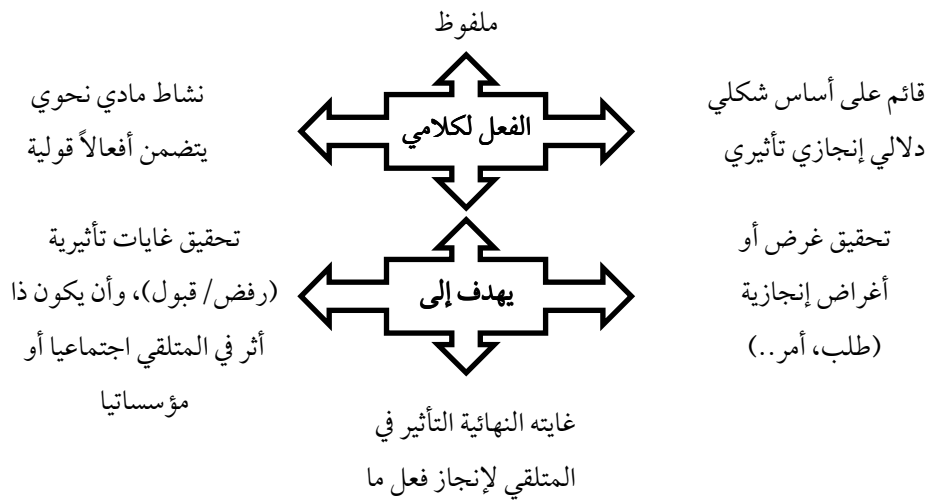 ملفوظ
قائم على أساس شكلي
دلالي إنجازي تأثيري
الفعل لكلامي
نشاط مادي نحوي
يتضمن أفعالاً قولية
تحقيق غرض أو
أغراض إنجازية
(طلب، أمر..)
يهدف إلى
تحقيق غايات تأثيرية
(رفض/ قبول)، وأن يكون ذا
أثر في المتلقي اجتماعيا أو
مؤسساتيا
غايته النهائية التأثير في
المتلقي لإنجاز فعل ما